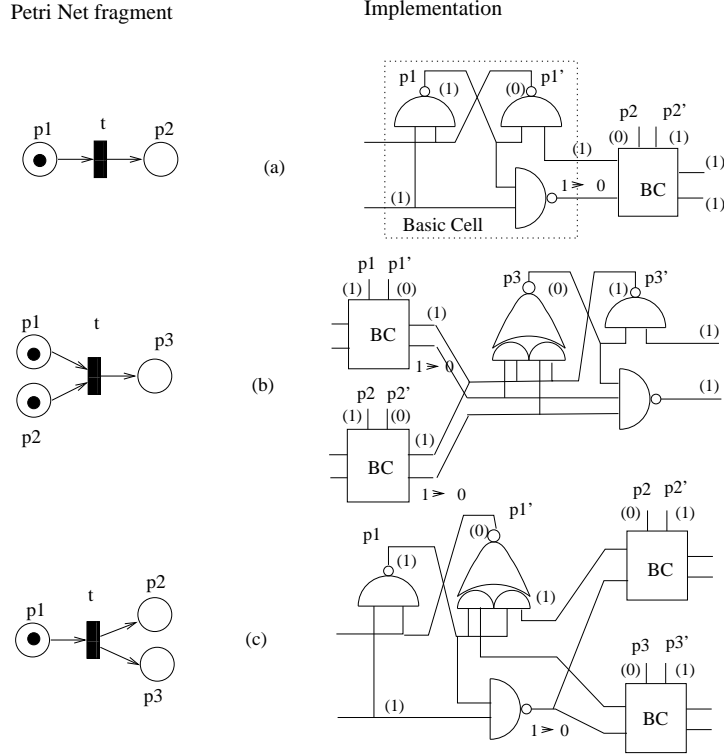 Petri Net fragment
Implementation
p1 p1'
(1) (0)
p1 t p2
p2 p2'
(0) (1)
(a)
(1) (1)
1 > 0 BC
(1) (1)
Basic Cell
p1 p1'
(1) (0)
p3 p3'
(0) (1)
p1 t p3
BC (1) (1)
1 > 0
(b)
p2
p2 p2'
(1) (0)
(1) (1)
BC
1 > 0
p1'
p2 p2'
(0) (0) (1)
p1
(1)
BC
t p2
p1 (1)
(c)
p3 p3'
(0) (1)
p3
(1)
BC
1 > 0